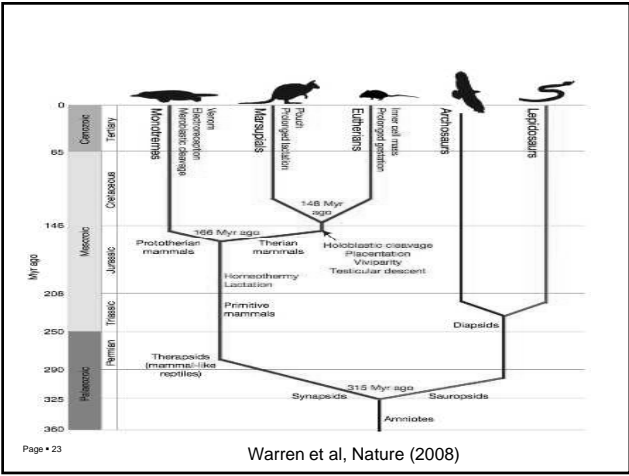 Myr ago
0
65
145
208
250
290
325
360
Cenozoic
Mesozoic
Palaeozoic
Tertiary
Cretaceous
Jurassic
Triassic
Permian
Monotremes
Venom
Electroreception
Meroblastic cleavage
Marsupials
Pouch
Prolonged lactation
Eutherians
Inner cell mass
Prolonged gestation
Archosaurs
Lepidosaurs
148 Myr
ago
166 Myr ago
Prototherian
mammals
Therian
mammals
Holoblastic cleavage
Placentation
Viviparity
Testicular descent
Homeothermy
Lactation
Primitive
mammals
Diapsids
Therapsids
(mammal-like
reptiles)
315 Myr ago
Synapsids
Sauropsids
Amniotes
Page ▪ 23
Warren et al, Nature (2008)